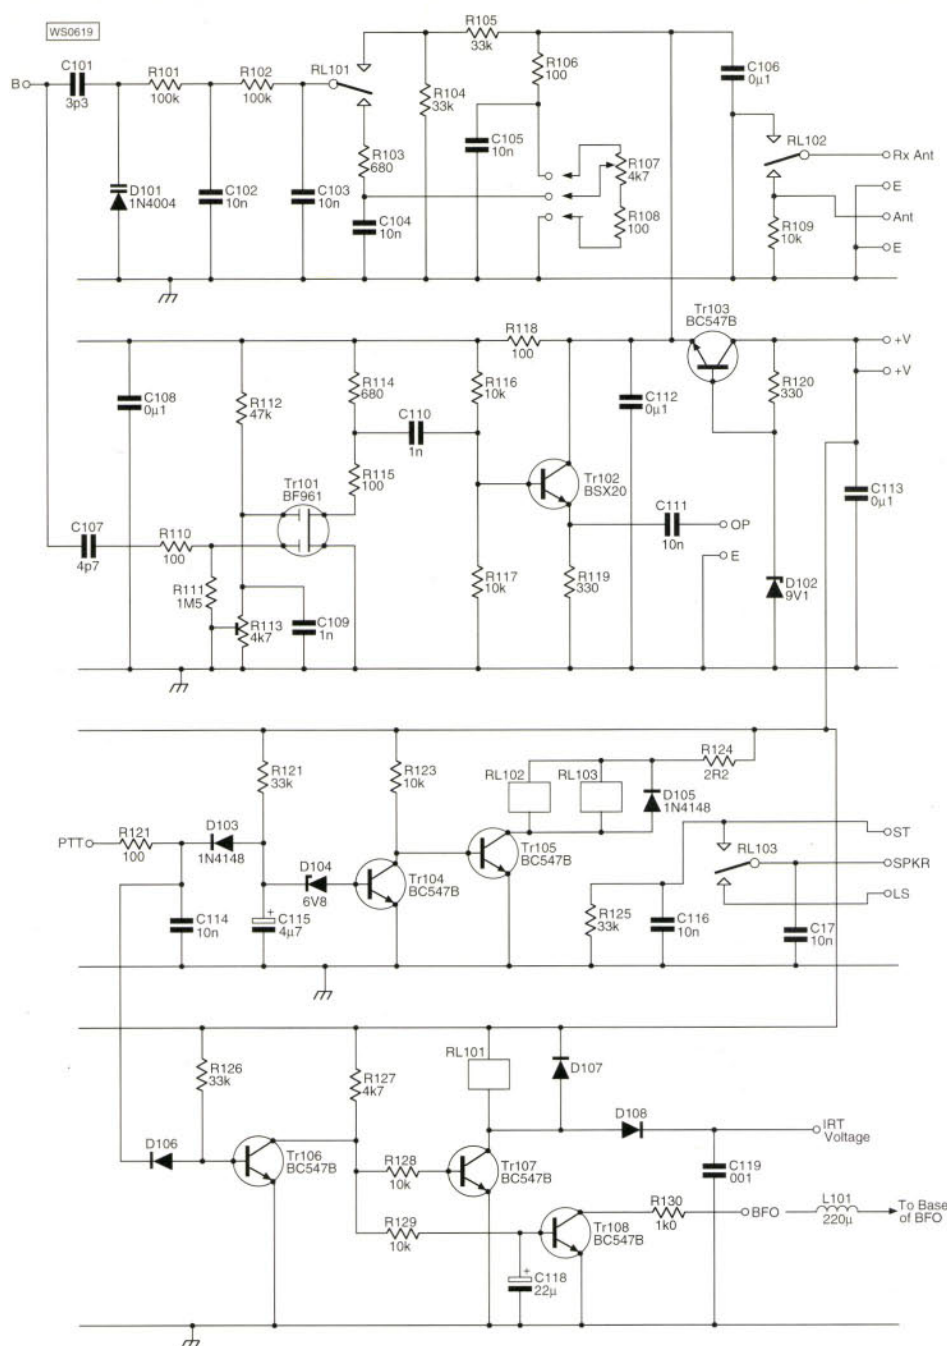 WS0619
B
C101
3p3
R101
100k
R102
100k
RL101
R105
33k
R104
33k
R106
100
C106
0µ1
D101
1N4004
C102
10n
C103
10n
R103
680
C104
10n
C105
10n
R107
4k7
R108
100
RL102
R109
10k
Rx Ant
E
Ant
E
C108
0µ1
R112
47k
R114
680
C110
1n
R116
10k
R118
100
C112
0µ1
Tr103
BC547B
R120
330
+V
+V
C113
0µ1
Tr101
BF961
R115
100
Tr102
BSX20
C111
10n
OP
E
C107
4p7
R110
100
R111
1M5
R113
4k7
C109
1n
R117
10k
R119
330
D102
9V1
R121
33k
R123
10k
RL102
RL103
R124
2R2
D105
1N4148
PTT
R121
100
D103
1N4148
D104
6V8
Tr104
BC547B
Tr105
BC547B
RL103
ST
SPKR
LS
C114
10n
+
C115
4µ7
R125
33k
C116
10n
C17
10n
R126
33k
R127
4k7
RL101
D107
D106
Tr106
BC547B
R128
10k
Tr107
BC547B
D108
IRT
Voltage
C119
001
R129
10k
Tr108
BC547B
R130
1k0
BFO
L101
220µ
To Base
of BFO
+
C118
22µ